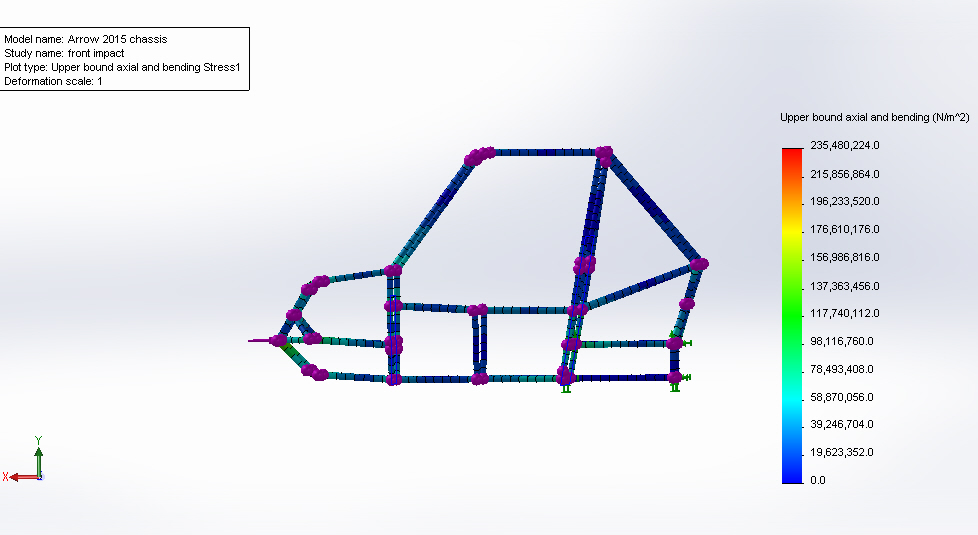 Model name: Arrow 2015 chassis
Study name: front impact
Plot type: Upper bound axial and bending Stress1
Deformation scale: 1
Upper bound axial and bending (N/m^2)
235,480,224.0
215,856,864.0
196,233,520.0
176,610,176.0
156,986,816.0
137,363,456.0
117,740,112.0
98,116,760.0
78,493,408.0
58,870,056.0
39,246,704.0
19,623,352.0
0.0
Y
X